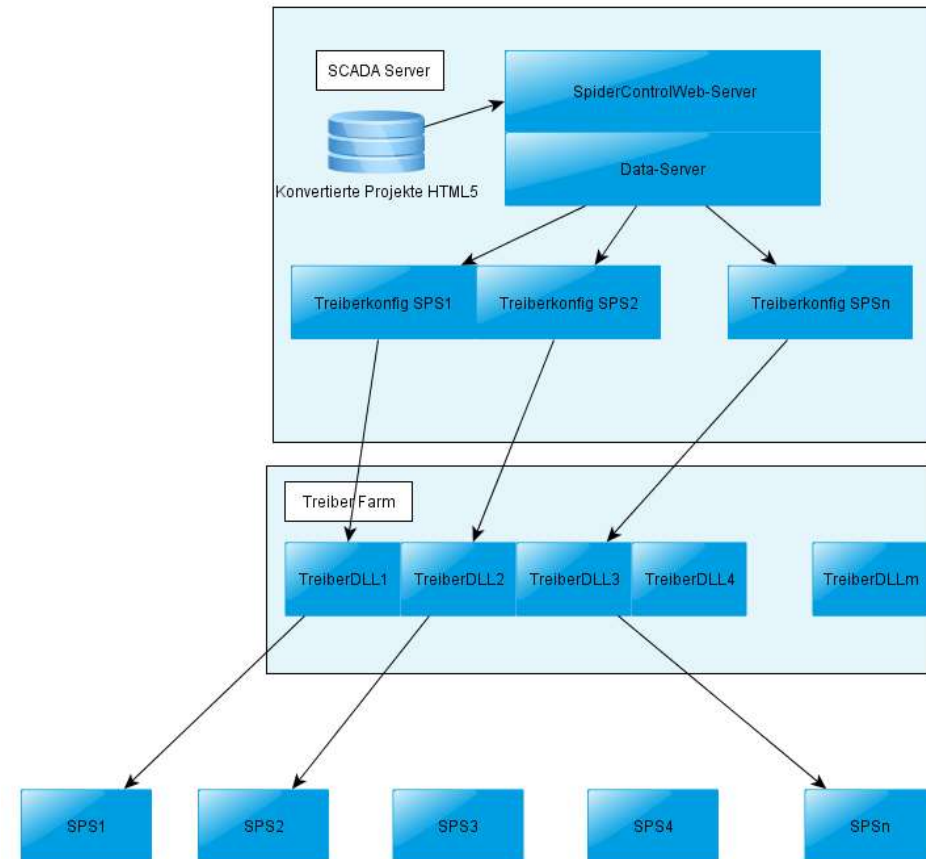 SCADA Server
SpiderControlWeb-Server
Data-Server
Konvertierte Projekte HTML5
Treiberkonfig SPS1
Treiberkonfig SPS2
Treiberkonfig SPSn
Treiber Farm
TreiberDLL1
TreiberDLL2
TreiberDLL3
TreiberDLL4
TreiberDLLm
SPS1
SPS2
SPS3
SPS4
SPSn